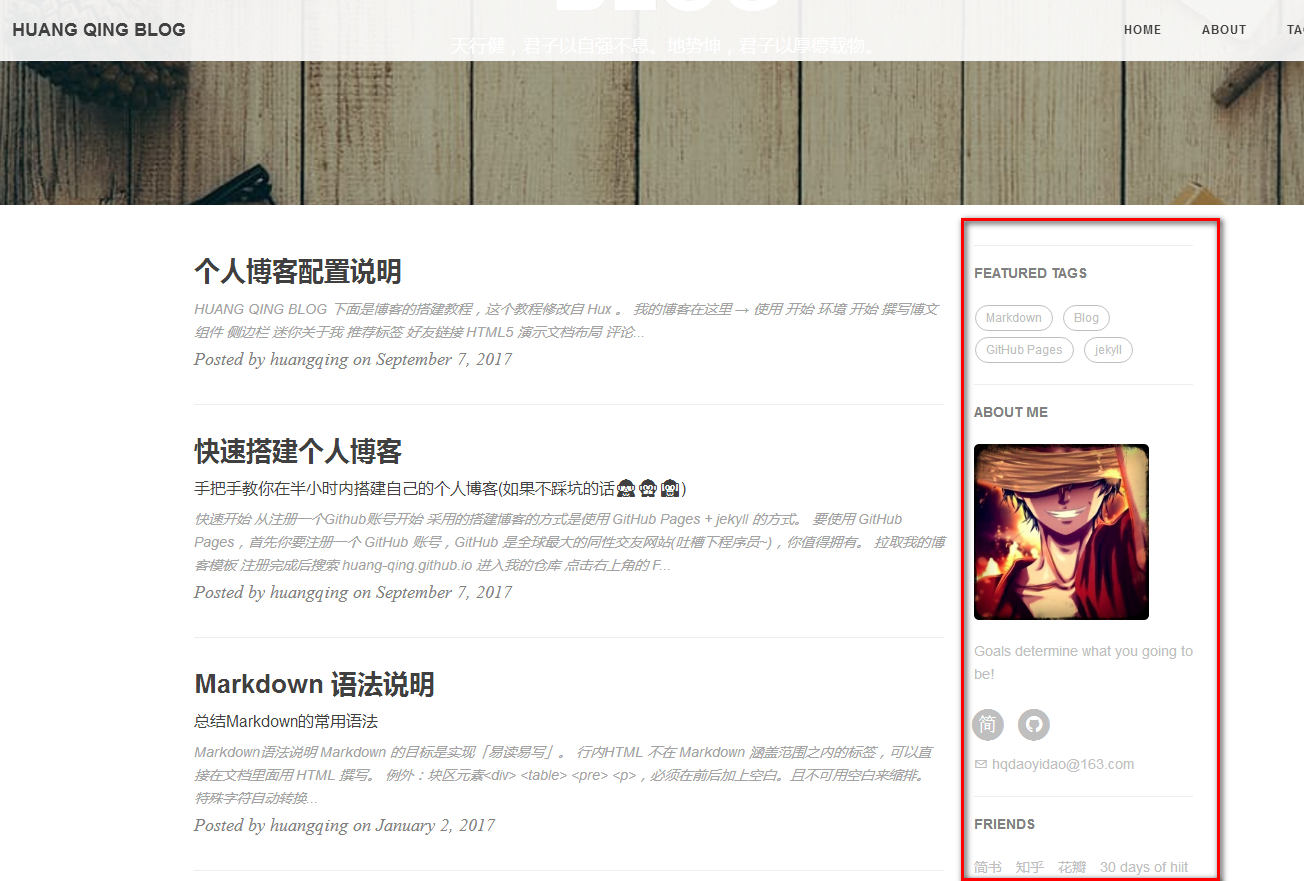 HUANG QING BLOG
HOME
ABOUT
天行健，君子以自强不息。地势坤，君子以厚德载物。
个人博客配置说明
HUANG QING BLOG 下面是博客的搭建教程，这个教程修改自 Hux 。 我的博客在这里 → 使用 开始 环境 开始 撰写博文
组件 侧边栏 迷你关于我 推荐标签 好友链接 HTML5 演示文档布局 评论...
Posted by huangqing on September 7, 2017
快速搭建个人博客
手把手教你在半小时内搭建自己的个人博客(如果不踩坑的话👧👵👩)
快速开始 从注册一个Github账号开始 采用的搭建博客的方式是使用 GitHub Pages + jekyll 的方式。 要使用 GitHub
Pages，首先你要注册一个 GitHub 账号，GitHub 是全球最大的同性交友网站(吐槽下程序员~)，你值得拥有。 拉取我的博
客模板 注册完成后搜索 huang-qing.github.io 进入我的仓库 点击右上角的 F...
Posted by huangqing on September 7, 2017
Markdown 语法说明
总结Markdown的常用语法
Markdown语法说明 Markdown 的目标是实现「易读易写」。 行内HTML 不在 Markdown 涵盖范围之内的标签，可以直
接在文档里面用 HTML 撰写。 例外：块区元素<div> <table> <pre> <p>，必须在前后加上空白。且不可用空白来缩排。
特殊字符自动转换...
Posted by huangqing on January 2, 2017
FEATURED TAGS
Markdown
Blog
GitHub Pages
jekyll
ABOUT ME
Goals determine what you going to
be!
简
hqdaoyidao@163.com
FRIENDS
简书 知乎 花瓣 30 days of hiit